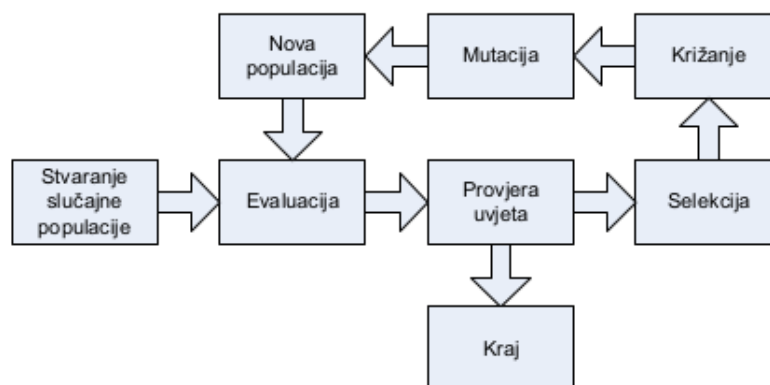 Nova
populacija
Mutacija
Križanje
Stvaranje
slučajne
populacije
Evaluacija
Provjera
uvjeta
Selekcija
Kraj